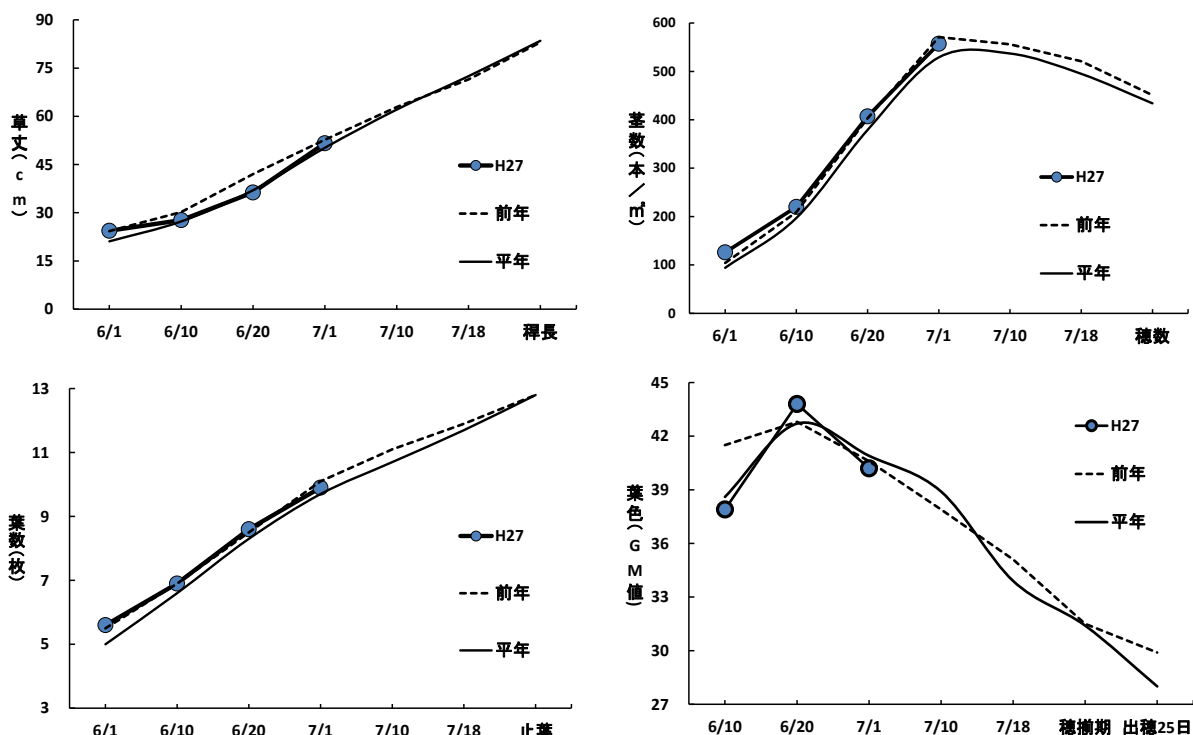 90
75
60
45
30
15
0
草丈(cm)
H27
前年
平年
6/1 6/10 6/20 7/1 7/10 7/18 稈長
600
500
400
300
200
100
0
茎数(本/㎡)
H27
前年
平年
6/1 6/10 6/20 7/1 7/10 7/18 穂数
13
11
9
7
5
3
葉数(枚)
H27
前年
平年
6/1 6/10 6/20 7/1 7/10 7/18 止葉
45
42
39
36
33
30
27
葉色(GM値)
H27
前年
平年
6/10 6/20 7/1 7/10 7/18 穂揃期 出穂25日